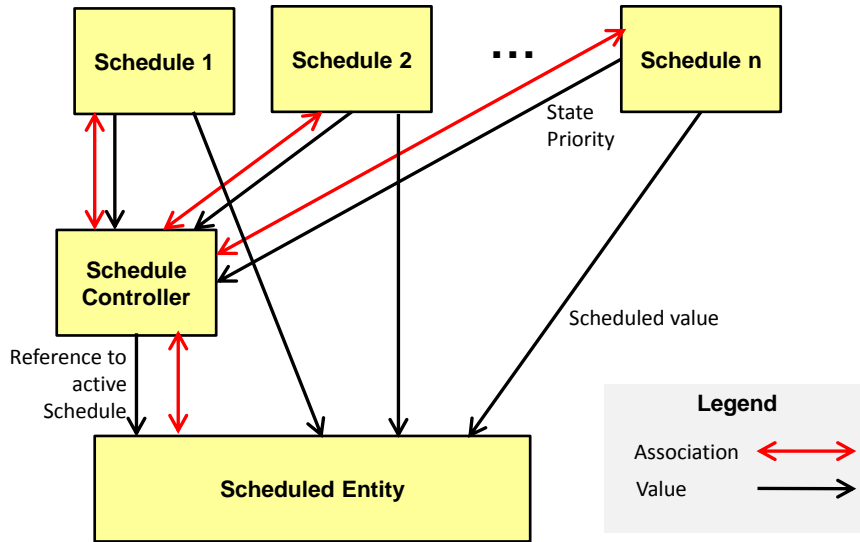 Schedule 1
Schedule 2
...
Schedule n
State
Priority
Schedule
Controller
Scheduled value
Reference to
active
Schedule
Scheduled Entity
Legend
Association
Value